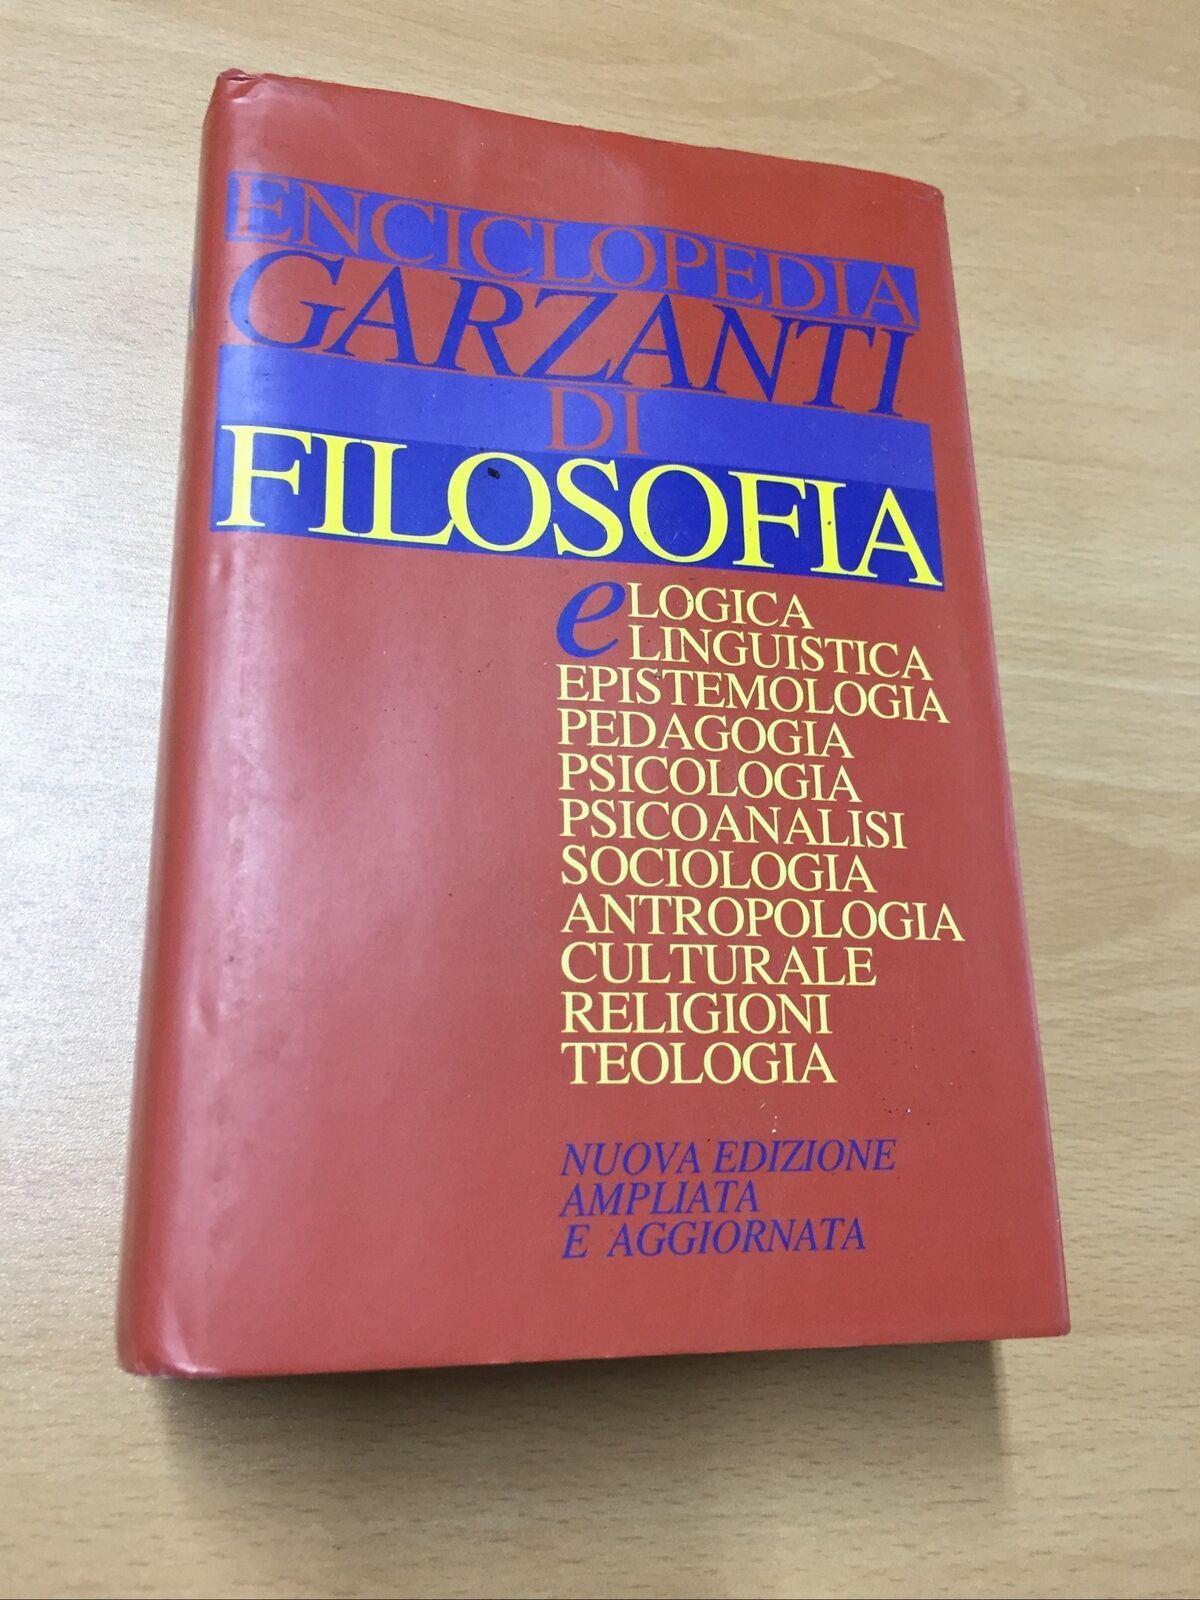 ENCICLOPEDIA
GARZANTI
DI
FILOSOFIA
e LOGICA
LINGUISTICA
EPISTEMOLOGIA
PEDAGOGIA
PSICOLOGIA
PSICOANALISI
SOCIOLOGIA
ANTROPOLOGIA
CULTURALE
RELIGIONI
TEOLOGIA
NUOVA EDIZIONE
AMPLIATA
E AGGIORNATA